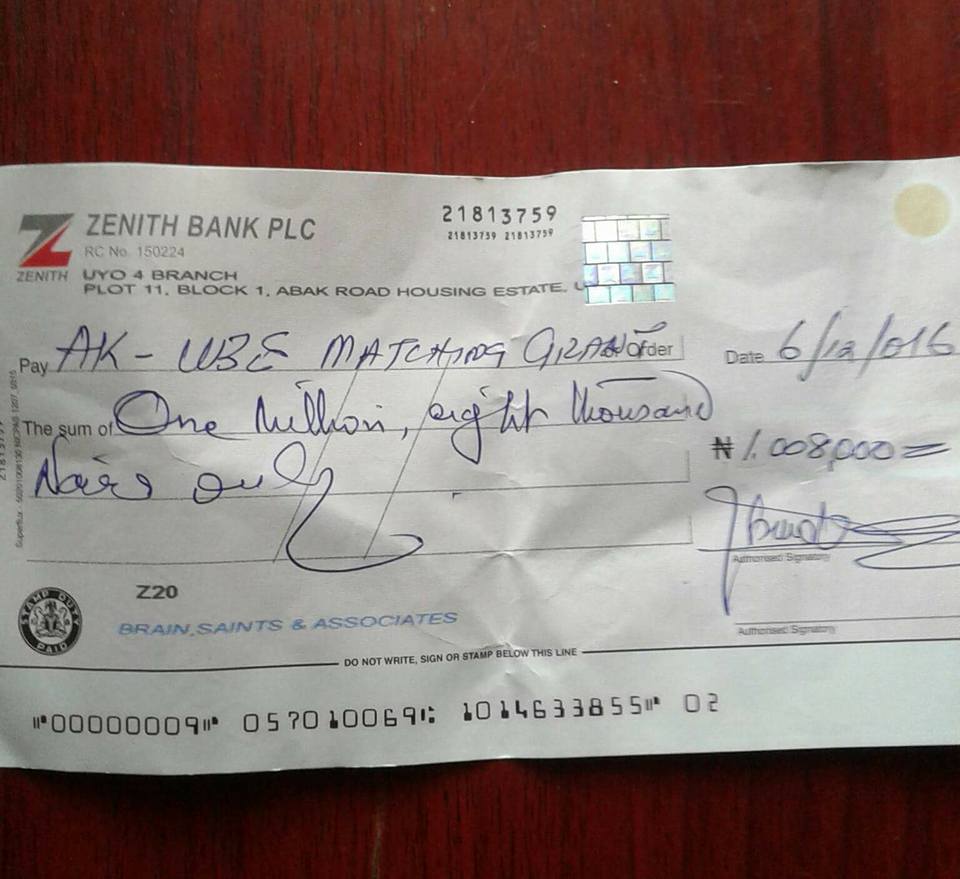 ZENITH BANK PLC
RC No. 150224
ZENITH
UYO 4 BRANCH
PLOT 11, BLOCK 1, ABAK ROAD HOUSING ESTATE, U
21813759
21813759 21813759
Pay AK - UBE MATCHING GRANT Order
Date 6/12/016
The sum of One Million, eight thousand
Naira only
₦ 1.008,000 =
Authorised Signatory
Z20
BRAIN,SAINTS & ASSOCIATES
STAMP DUTY
PAID
Authorised Signatory
DO NOT WRITE, SIGN OR STAMP BELOW THIS LINE
⑈00000009⑈ 057010069⑆ 1014633855⑈ 02